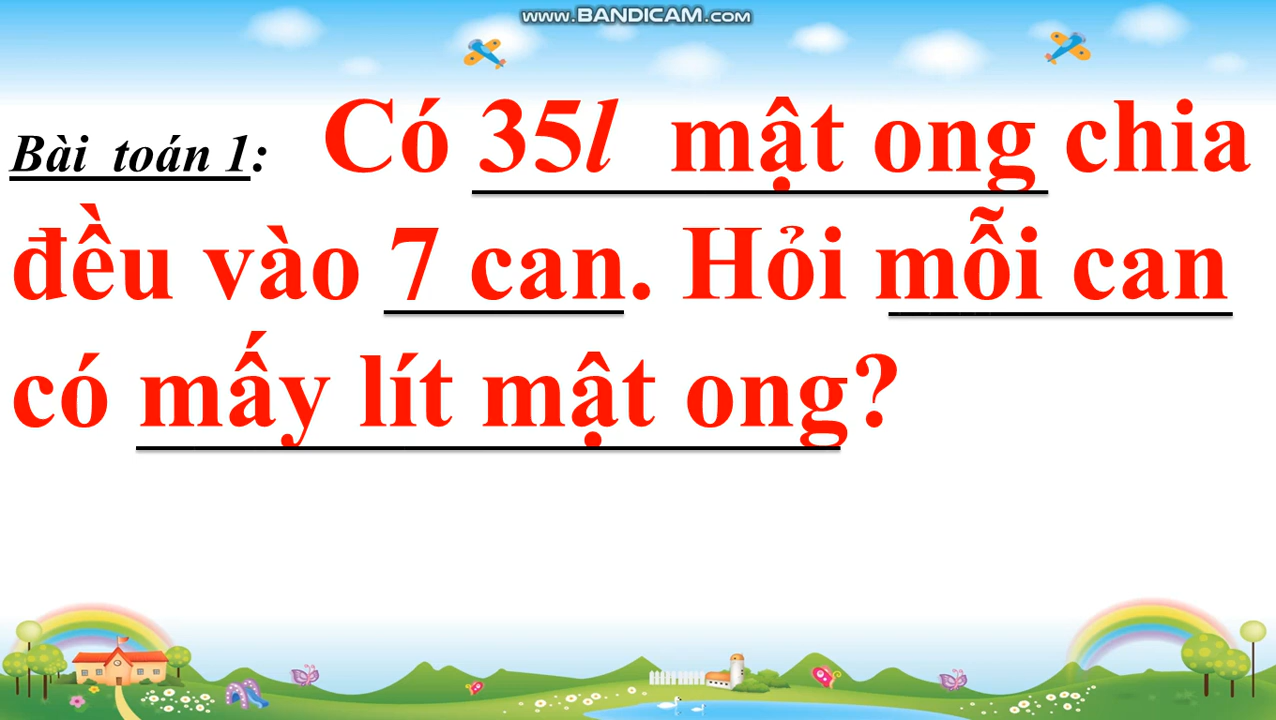 www.BANDICAM.com
Bài toán 1: Có 35l mật ong chia
đều vào 7 can. Hỏi mỗi can
có mấy lít mật ong?